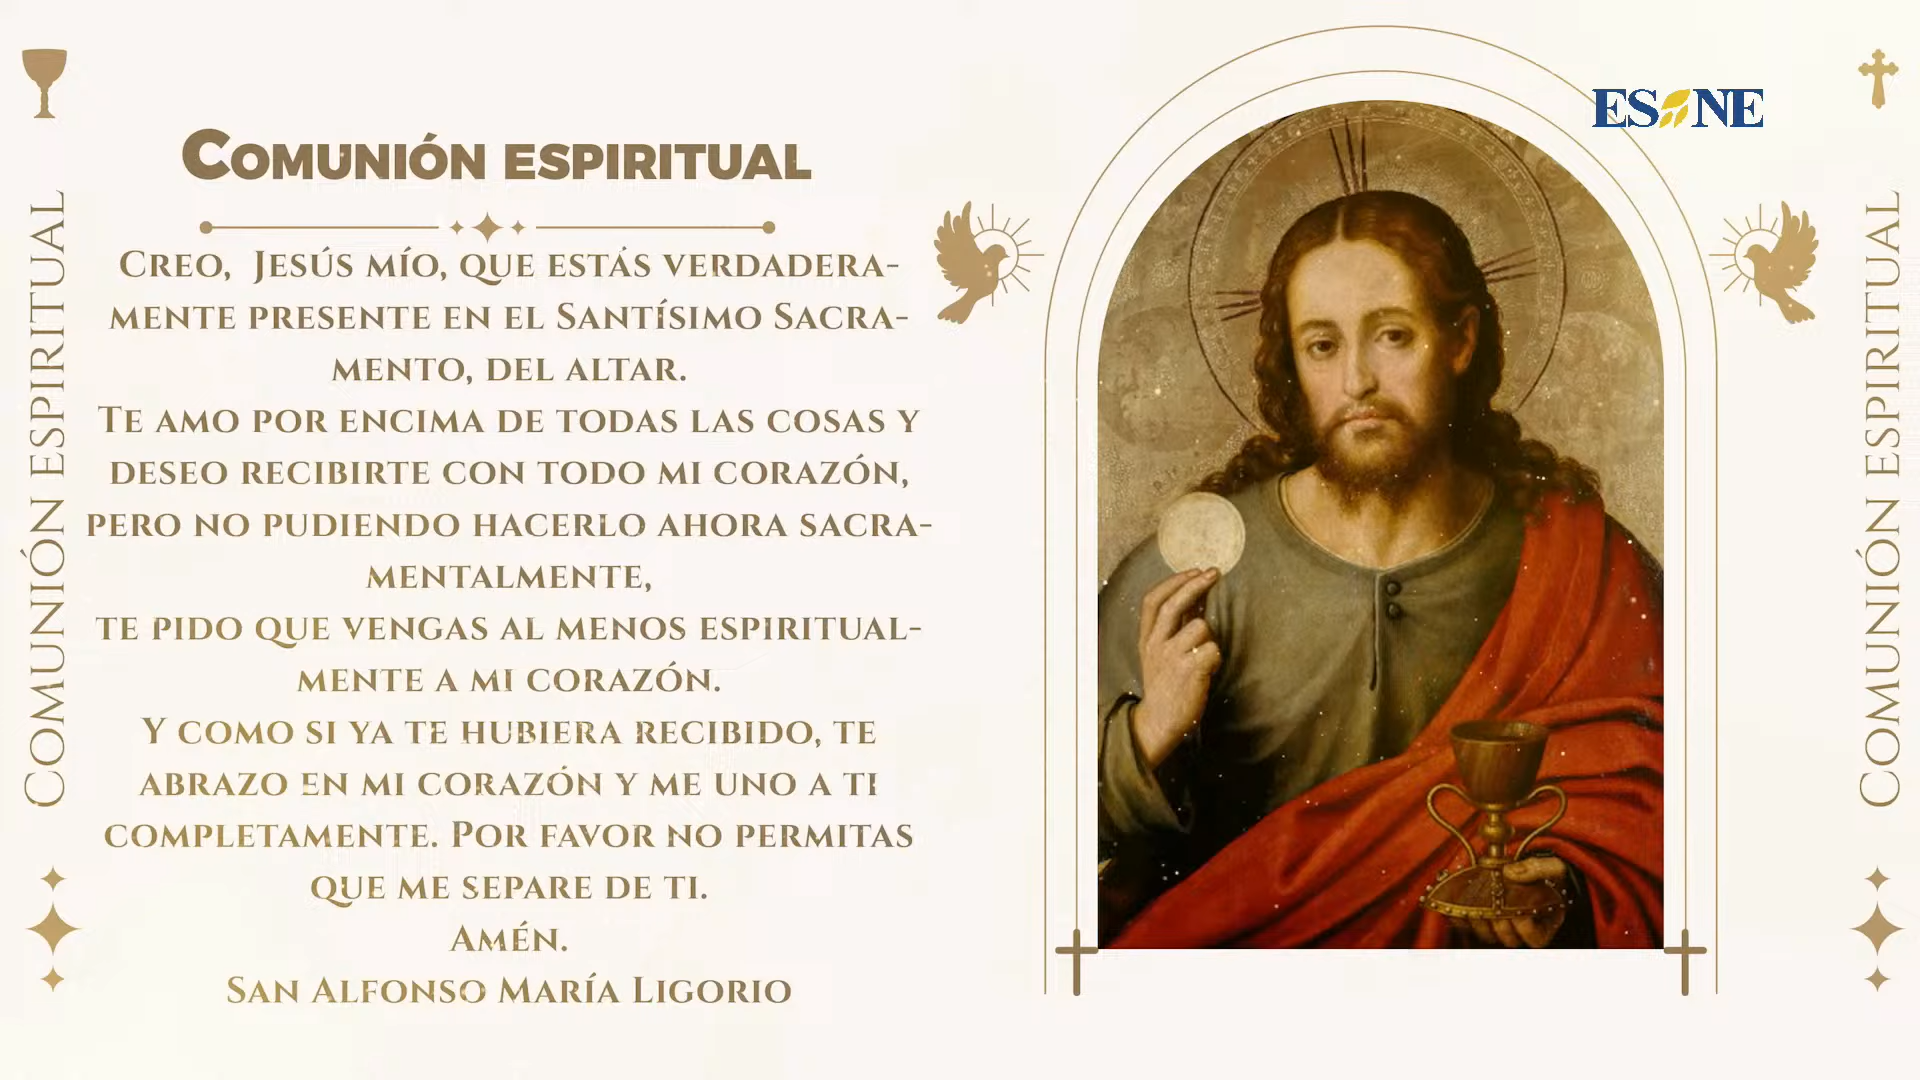 COMUNIÓN ESPIRITUAL
COMUNIÓN ESPIRITUAL
CREO, JESÚS MÍO, QUE ESTÁS VERDADERA-
MENTE PRESENTE EN EL SANTÍSIMO SACRA-
MENTO, DEL ALTAR.
TE AMO POR ENCIMA DE TODAS LAS COSAS Y
DESEO RECIBIRTE CON TODO MI CORAZÓN,
PERO NO PUDIENDO HACERLO AHORA SACRA-
MENTALMENTE,
TE PIDO QUE VENGAS AL MENOS ESPIRITUAL-
MENTE A MI CORAZÓN.
Y COMO SI YA TE HUBIERA RECIBIDO, TE
ABRAZO EN MI CORAZÓN Y ME UNO A TI
COMPLETAMENTE. POR FAVOR NO PERMITAS
QUE ME SEPARE DE TI.
AMÉN.
SAN ALFONSO MARÍA LIGORIO
ESNE
COMUNIÓN ESPIRITUAL